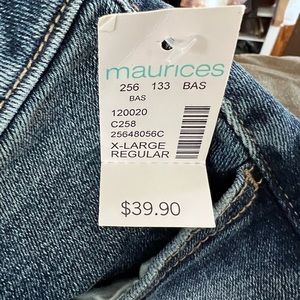 maurices
256 133 BAS
BAS
120020
C258
25648056C
X-LARGE
REGULAR
$39.90